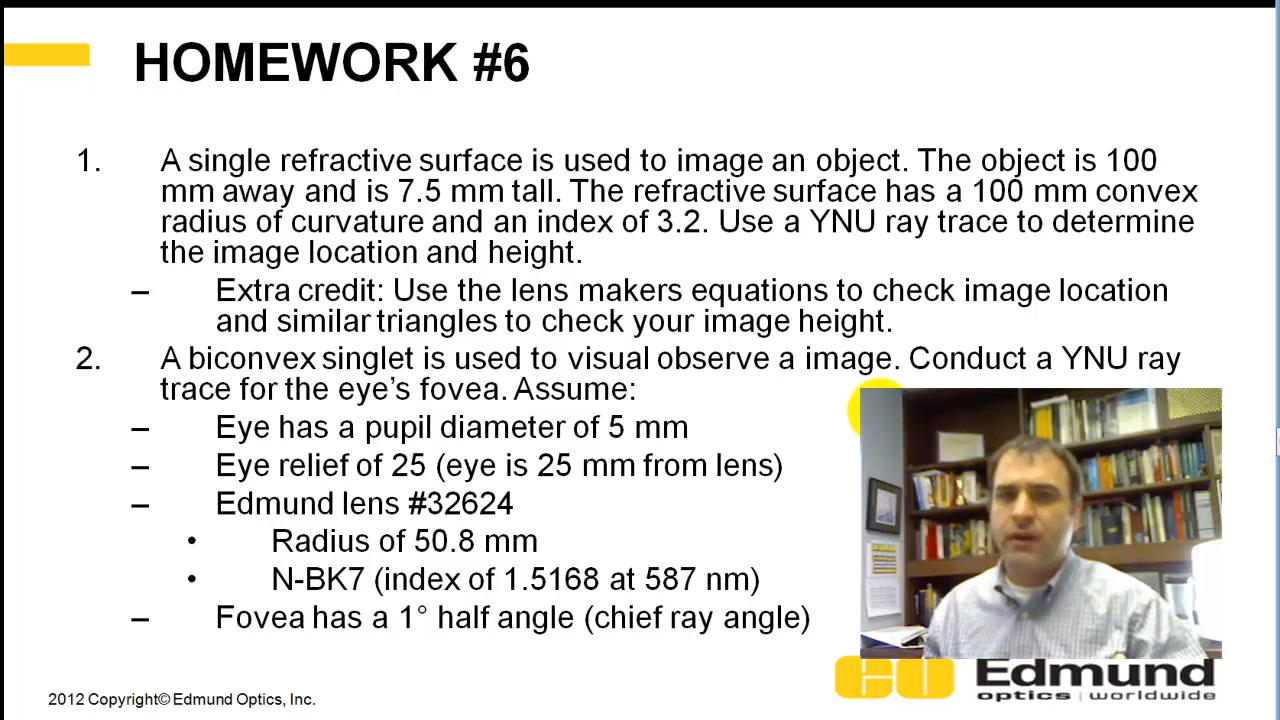 HOMEWORK #6
1. A single refractive surface is used to image an object. The object is 100
mm away and is 7.5 mm tall. The refractive surface has a 100 mm convex
radius of curvature and an index of 3.2. Use a YNU ray trace to determine
the image location and height.
– Extra credit: Use the lens makers equations to check image location
and similar triangles to check your image height.
2. A biconvex singlet is used to visual observe a image. Conduct a YNU ray
trace for the eye's fovea. Assume:
– Eye has a pupil diameter of 5 mm
– Eye relief of 25 (eye is 25 mm from lens)
– Edmund lens #32624
• Radius of 50.8 mm
• N-BK7 (index of 1.5168 at 587 nm)
– Fovea has a 1° half angle (chief ray angle)
EO Edmund
optics | worldwide
2012 Copyright© Edmund Optics, Inc.